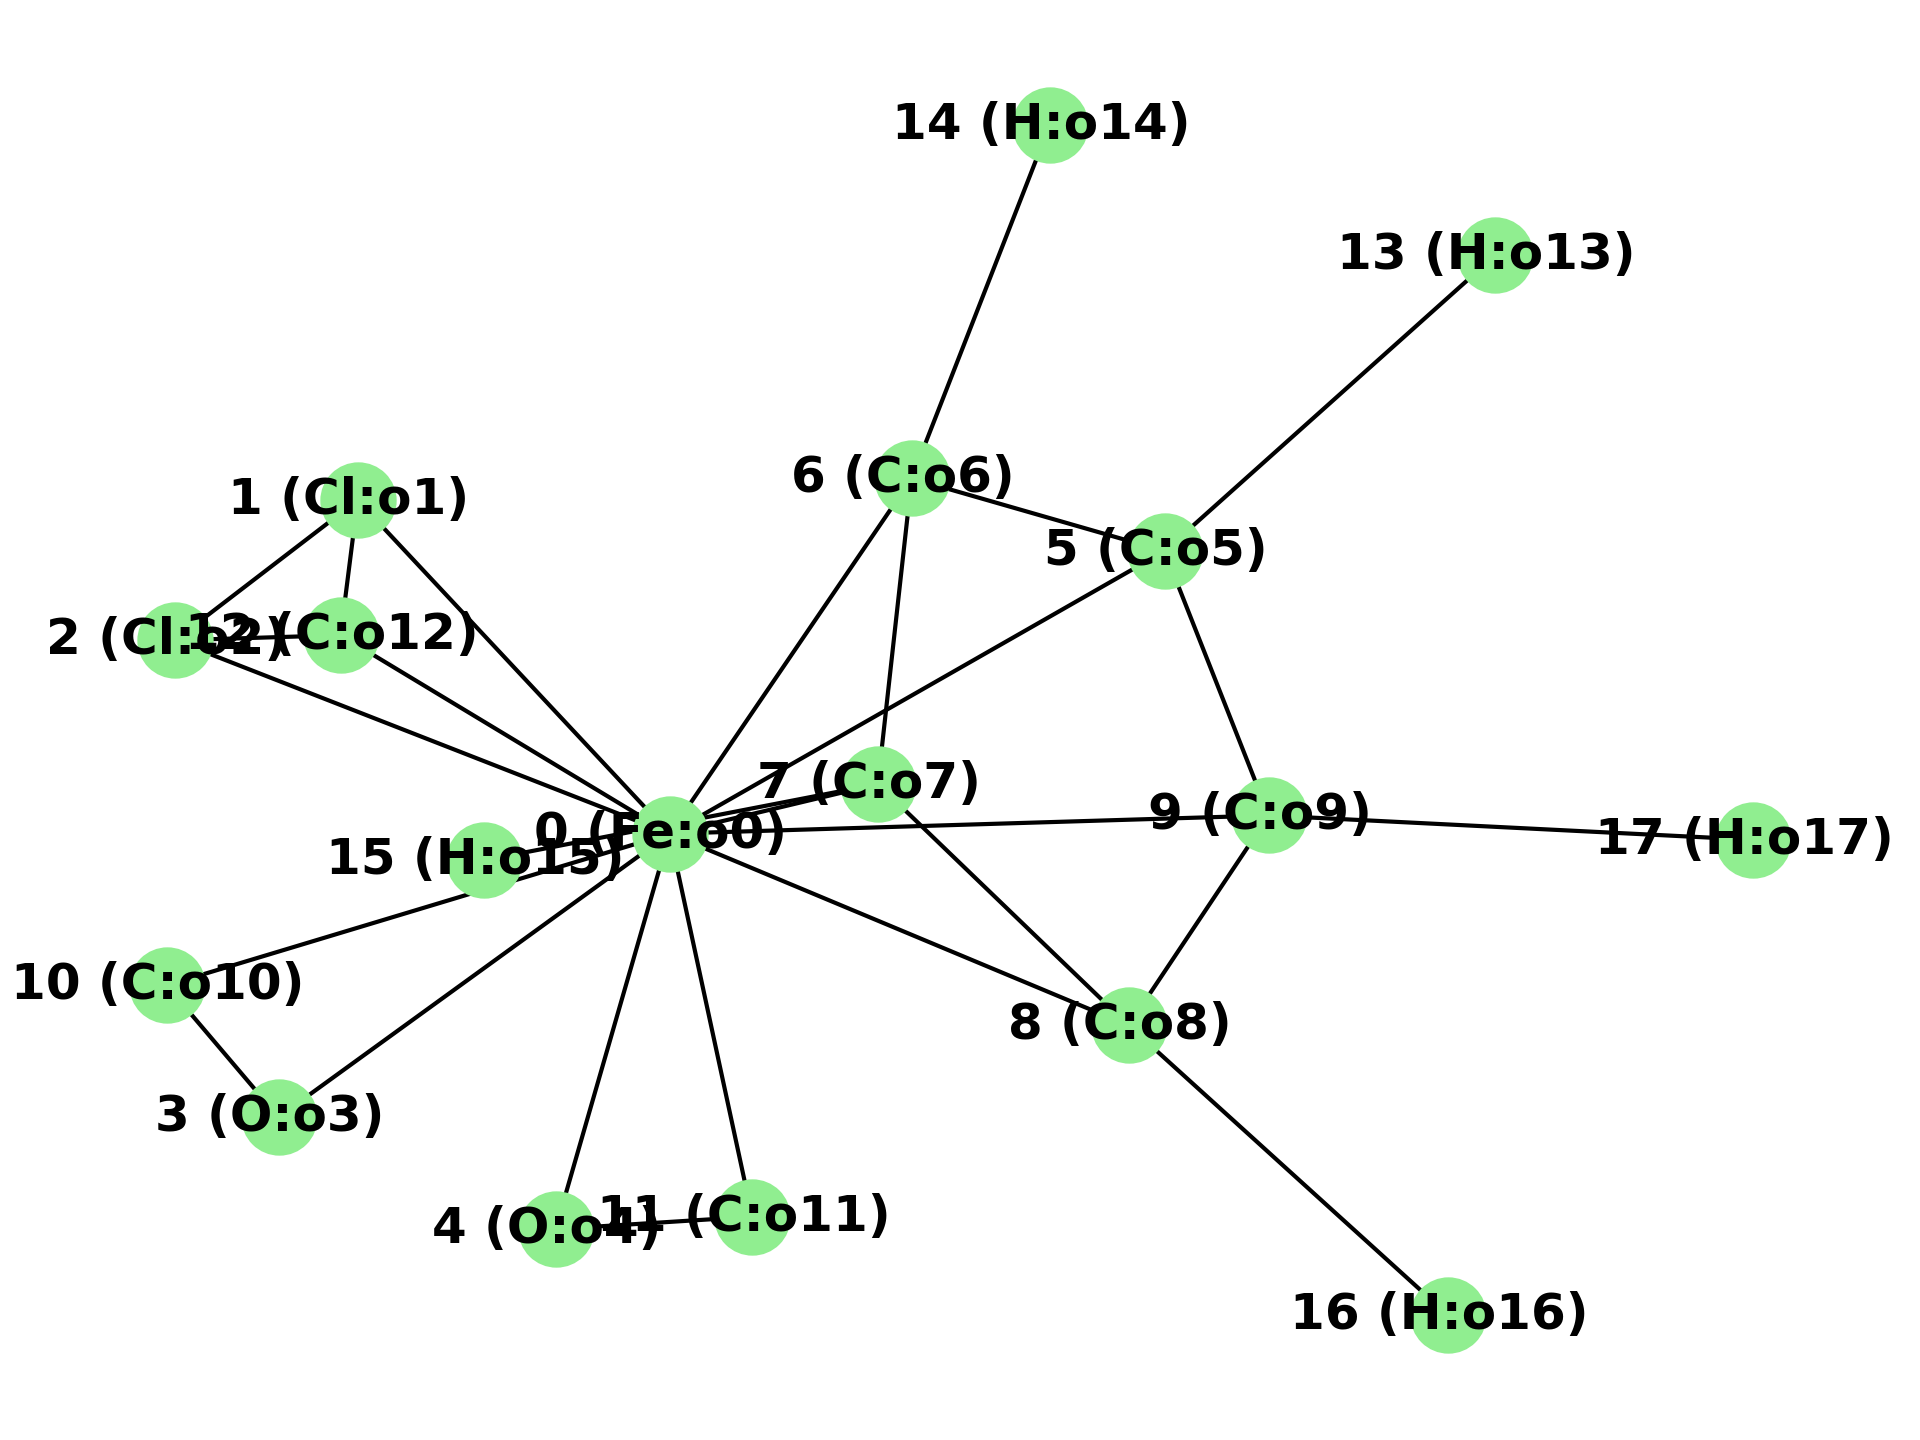 14 (H:o14)
13 (H:o13)
6 (C:o6)
1 (Cl:o1)
5 (C:o5)
2 (Cl:o2)
12 (C:o12)
7 (C:o7)
9 (C:o9)
0 (Fe:o0)
17 (H:o17)
15 (H:o15)
10 (C:o10)
8 (C:o8)
3 (O:o3)
4 (O:o4)
11 (C:o11)
16 (H:o16)